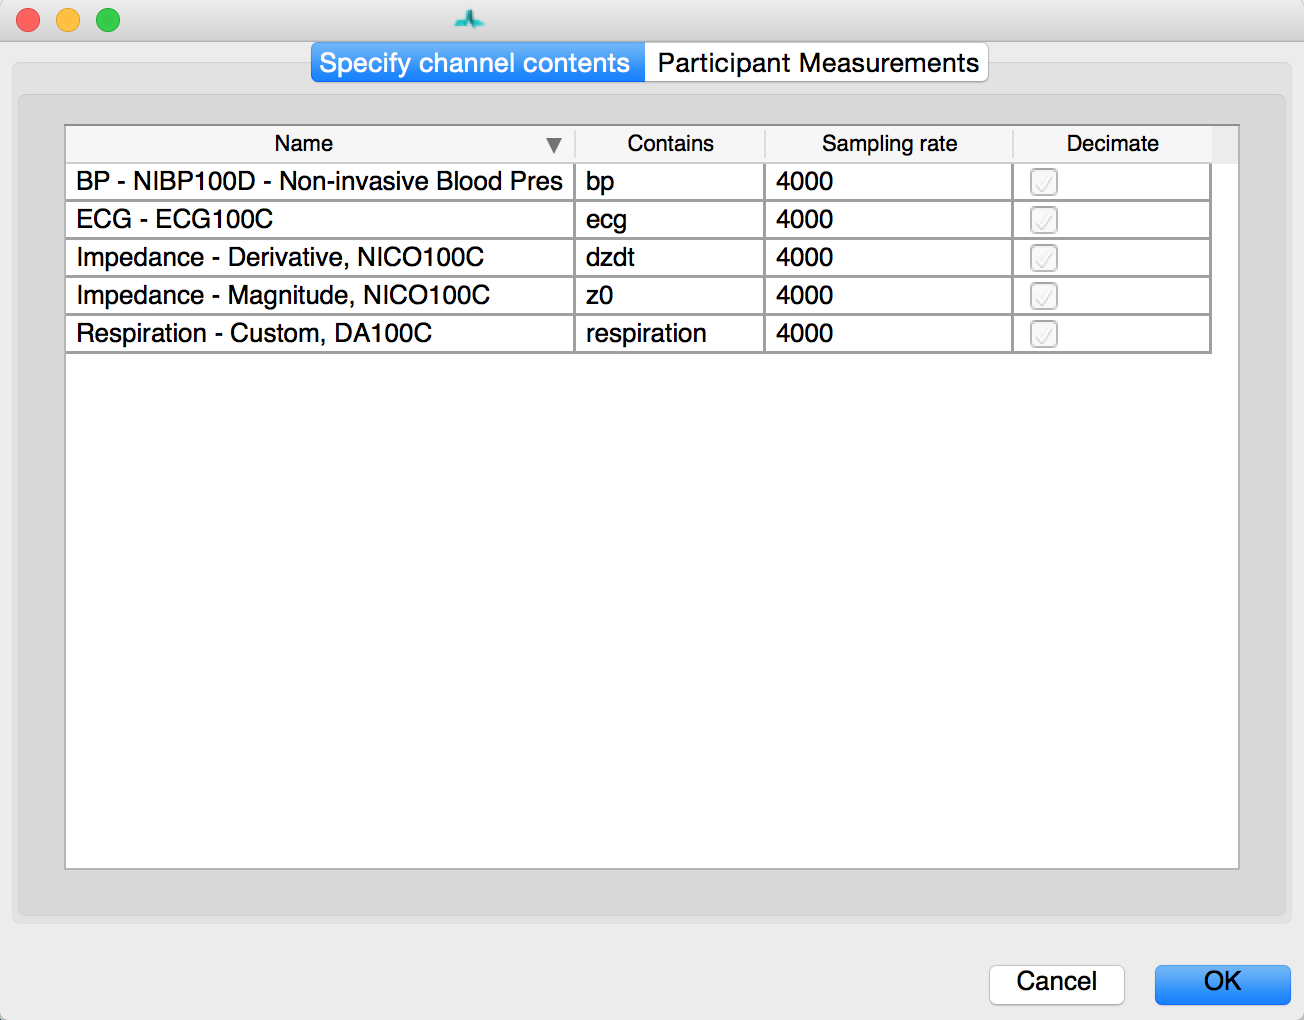 Specify channel contents Participant Measurements
Name Contains Sampling rate Decimate
BP - NIBP100D - Non-invasive Blood Pres bp 4000
ECG - ECG100C ecg 4000
Impedance - Derivative, NICO100C dzdt 4000
Impedance - Magnitude, NICO100C z0 4000
Respiration - Custom, DA100C respiration 4000
Cancel OK